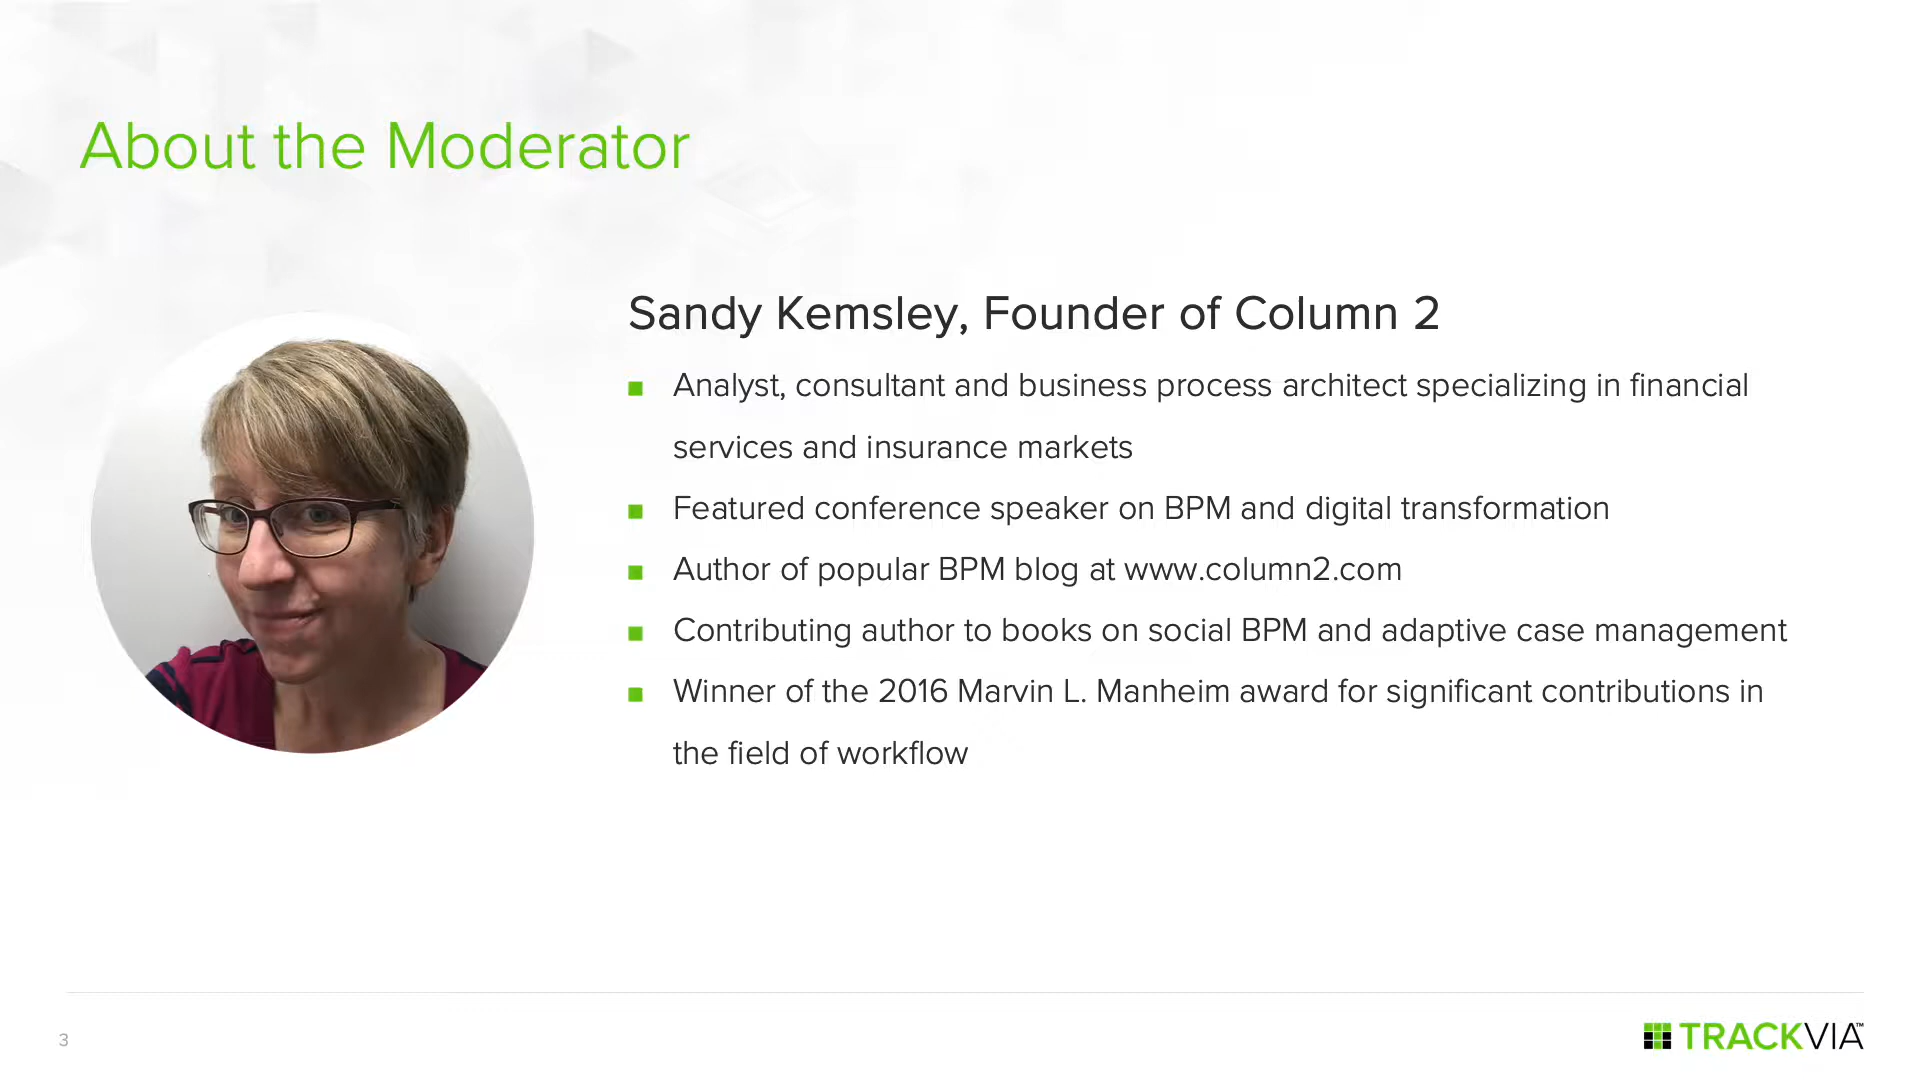 About the Moderator
Sandy Kemsley, Founder of Column 2
Analyst, consultant and business process architect specializing in financial
services and insurance markets
Featured conference speaker on BPM and digital transformation
Author of popular BPM blog at www.column2.com
Contributing author to books on social BPM and adaptive case management
Winner of the 2016 Marvin L. Manheim award for significant contributions in
the field of workflow
3
TRACKVIA™